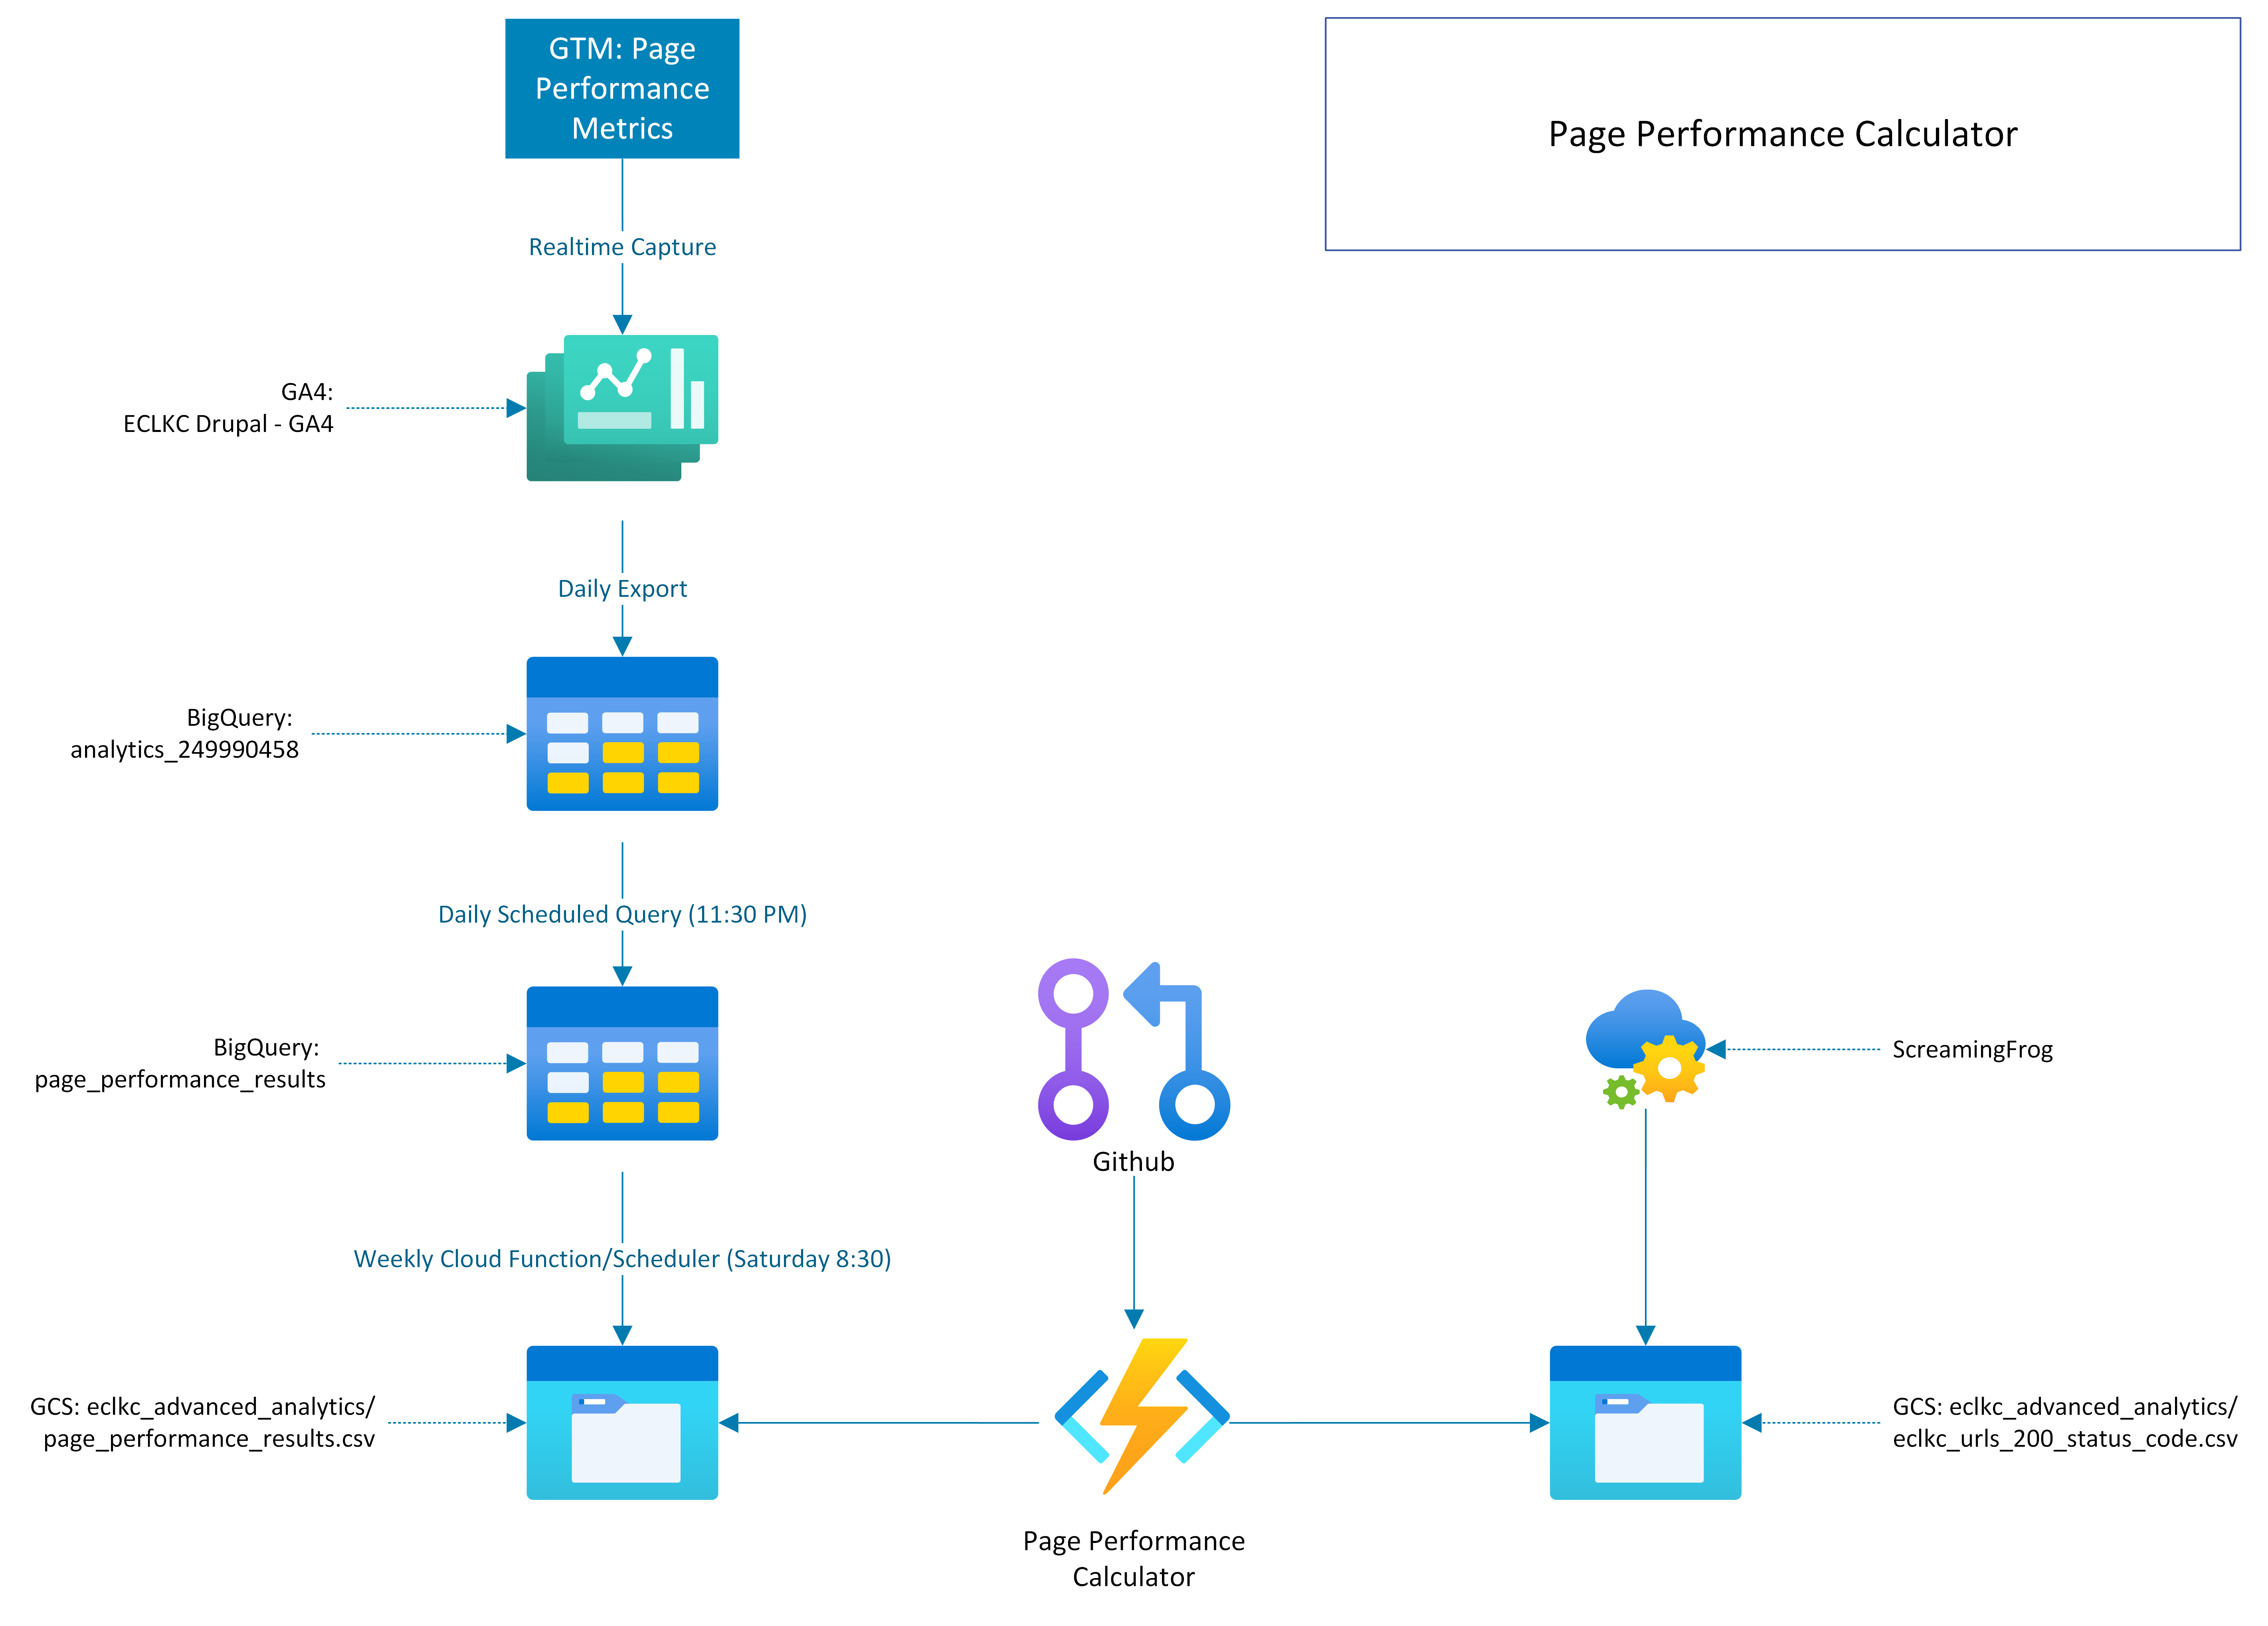 GTM: Page
Performance
Metrics
Page Performance Calculator
Realtime Capture
GA4:
ECLKC Drupal - GA4
Daily Export
BigQuery:
analytics_249990458
Daily Scheduled Query (11:30 PM)
BigQuery:
page_performance_results
Github
ScreamingFrog
Weekly Cloud Function/Scheduler (Saturday 8:30)
GCS: eclkc_advanced_analytics/
page_performance_results.csv
GCS: eclkc_advanced_analytics/
eclkc_urls_200_status_code.csv
Page Performance
Calculator